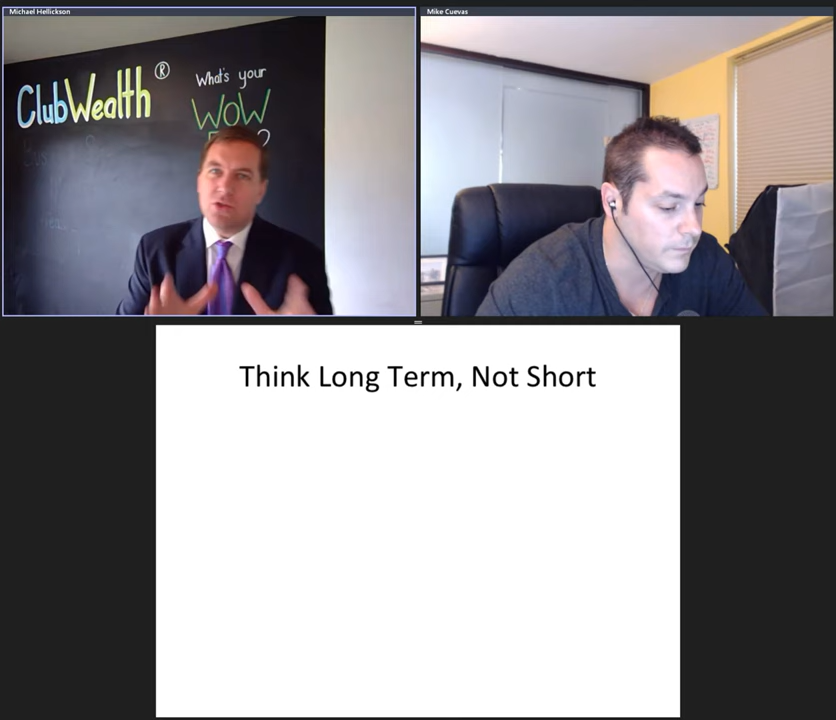 Michael Hellickson
Mike Cuevas
ClubWealth®
What's your
WOW
Think Long Term, Not Short